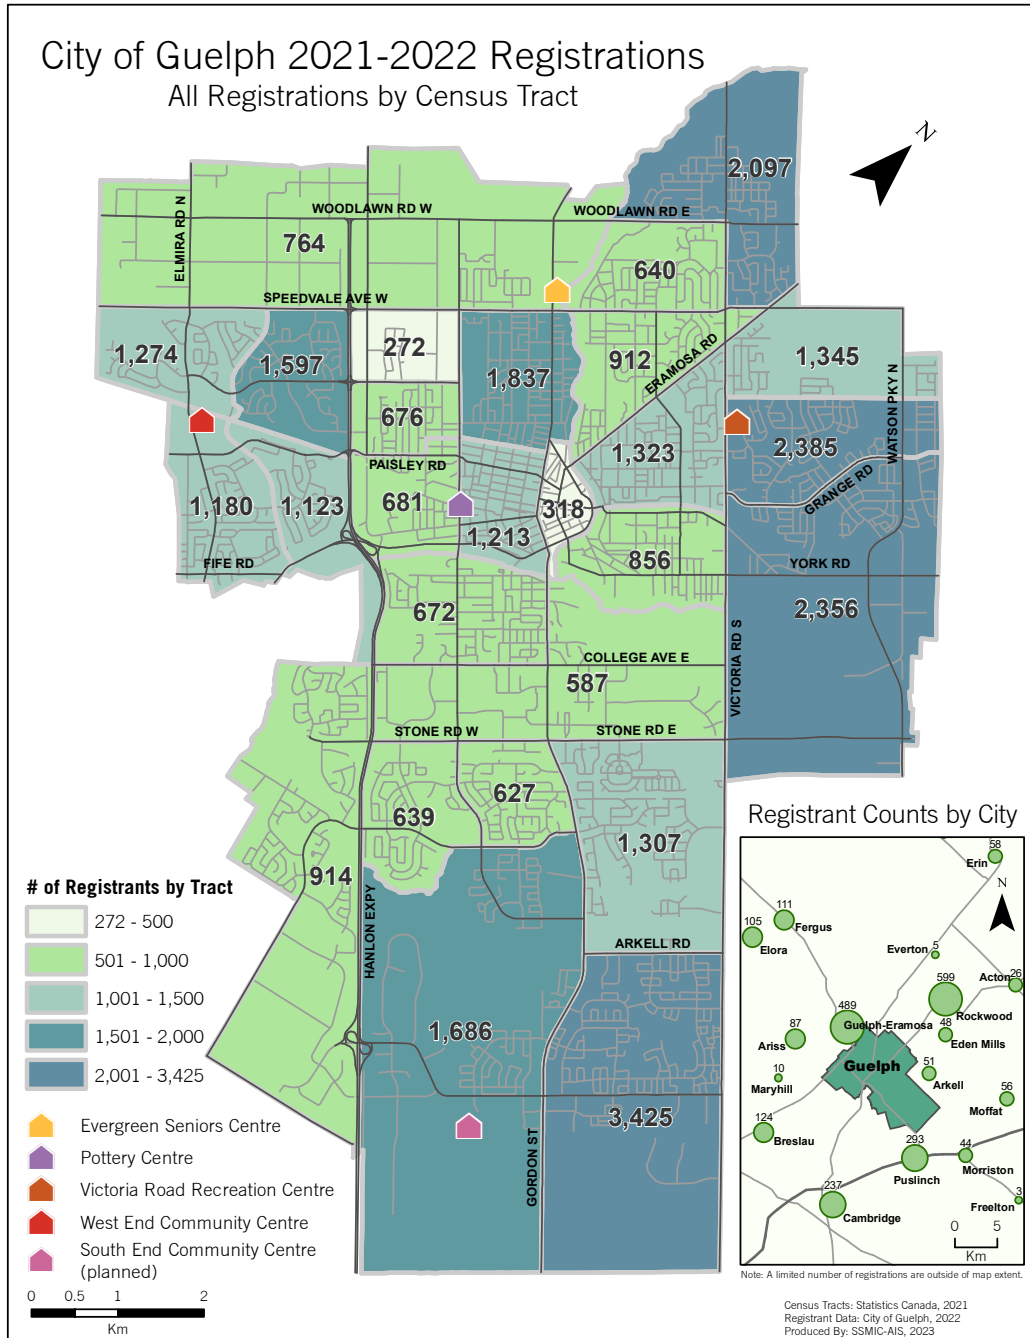 City of Guelph 2021-2022 Registrations
All Registrations by Census Tract
N
2,097
ELMIRA RD N
WOODLAWN RD W
WOODLAWN RD E
764
640
SPEEDVALE AVE W
1,274
1,597
272
1,837
912
ERAMOSA RD
1,345
WATSON PKY N
676
1,323
2,385
PAISLEY RD
GRANGE RD
1,180
1,123
681
318
1,213
856
FIFE RD
YORK RD
672
2,356
COLLEGE AVE E
587
VICTORIA RD S
STONE RD W
STONE RD E
639
627
1,307
914
HANLON EXPY
ARKELL RD
1,686
3,425
GORDON ST
# of Registrants by Tract
272 - 500
501 - 1,000
1,001 - 1,500
1,501 - 2,000
2,001 - 3,425
Evergreen Seniors Centre
Pottery Centre
Victoria Road Recreation Centre
West End Community Centre
South End Community Centre
(planned)
0 0.5 1 2
Km
Registrant Counts by City
58
Erin
N
111
Fergus
105
Elora
Everton 5
Acton 26
599
Rockwood
489
Guelph-Eramosa
48
Eden Mills
87
Ariss
Guelph
51
Arkell
10
Maryhill
56
Moffat
124
Breslau
293
Puslinch
44
Morriston
237
Cambridge
Freelton 3
0 5
Km
Note: A limited number of registrations are outside of map extent.
Census Tracts: Statistics Canada, 2021
Registrant Data: City of Guelph, 2022
Produced By: SSMIC-AIS, 2023